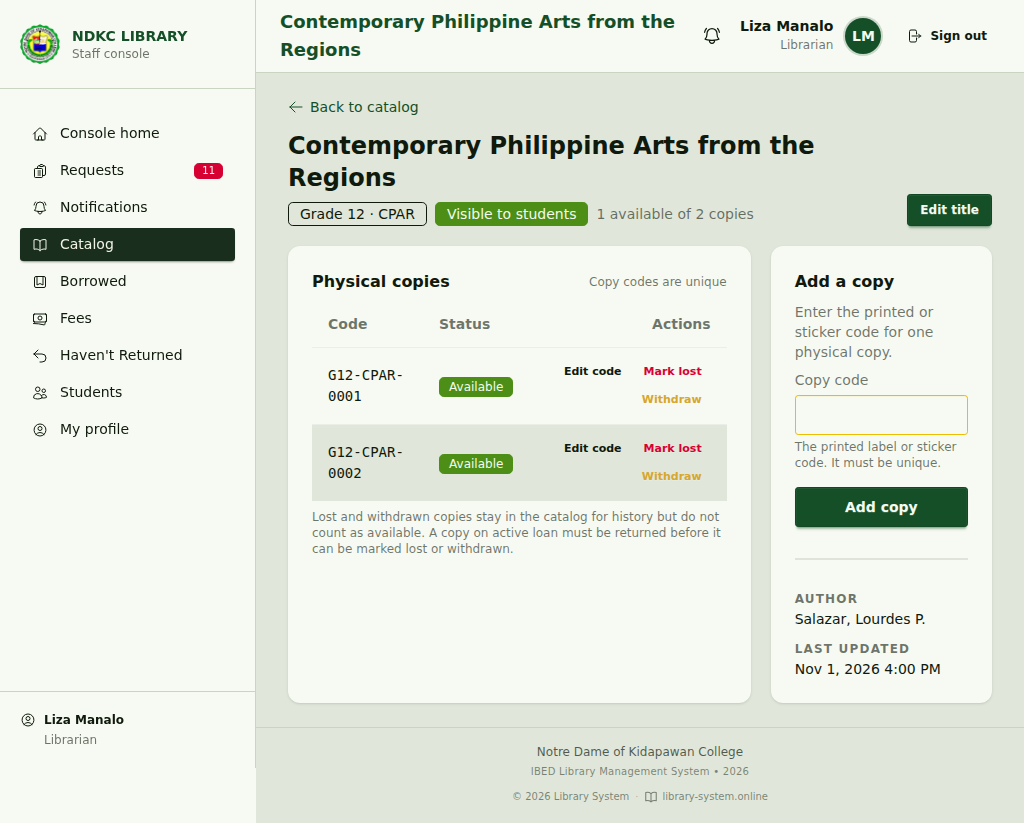 NDKC LIBRARY
Staff console
Console home
Requests 11
Notifications
Catalog
Borrowed
Fees
Haven't Returned
Students
My profile
Liza Manalo
Librarian
Contemporary Philippine Arts from the
Regions
Liza Manalo
Librarian
LM
Sign out
Back to catalog
Contemporary Philippine Arts from the
Regions
Grade 12 · CPAR
Visible to students
1 available of 2 copies
Edit title
Physical copies
Copy codes are unique
Code Status Actions
G12-CPAR-
0001
Available
Edit code Mark lost
Withdraw
G12-CPAR-
0002
Available
Edit code Mark lost
Withdraw
Lost and withdrawn copies stay in the catalog for history but do not
count as available. A copy on active loan must be returned before it
can be marked lost or withdrawn.
Add a copy
Enter the printed or
sticker code for one
physical copy.
Copy code
The printed label or sticker
code. It must be unique.
Add copy
AUTHOR
Salazar, Lourdes P.
LAST UPDATED
Nov 1, 2026 4:00 PM
Notre Dame of Kidapawan College
IBED Library Management System • 2026
© 2026 Library System · library-system.online